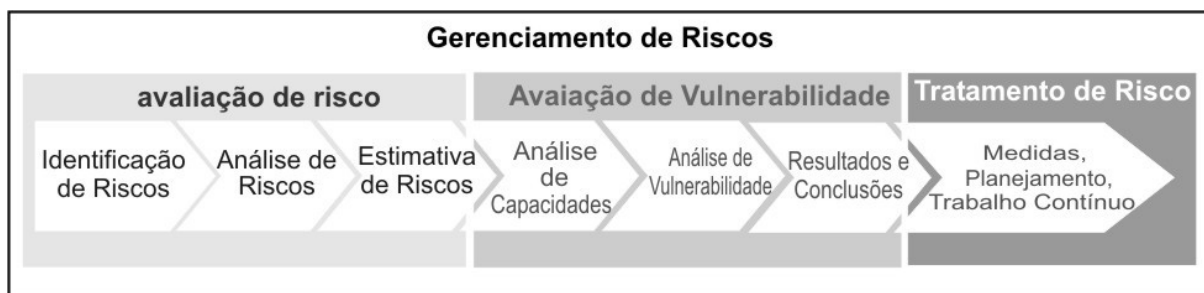 Gerenciamento de Riscos
avaliação de risco
Identificação
de Riscos
Análise de
Riscos
Estimativa
de Riscos
Avaiação de Vulnerabilidade
Análise
de
Capacidades
Análise de
Vulnerabilidade
Resultados e
Conclusões
Tratamento de Risco
Medidas,
Planejamento,
Trabalho Contínuo